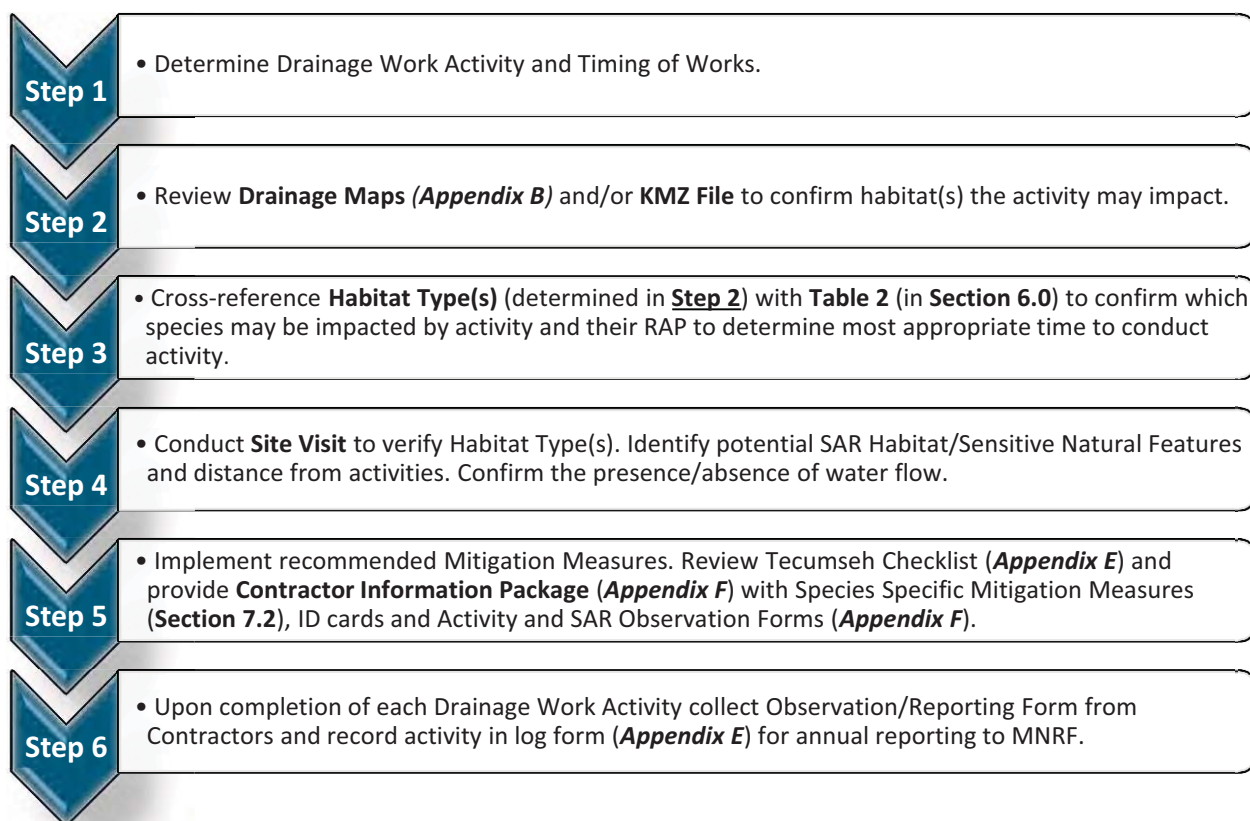 Step 1
• Determine Drainage Work Activity and Timing of Works.
Step 2
• Review Drainage Maps (Appendix B) and/or KMZ File to confirm habitat(s) the activity may impact.
Step 3
• Cross-reference Habitat Type(s) (determined in Step 2) with Table 2 (in Section 6.0) to confirm which
species may be impacted by activity and their RAP to determine most appropriate time to conduct
activity.
Step 4
• Conduct Site Visit to verify Habitat Type(s). Identify potential SAR Habitat/Sensitive Natural Features
and distance from activities. Confirm the presence/absence of water flow.
Step 5
• Implement recommended Mitigation Measures. Review Tecumseh Checklist (Appendix E) and
provide Contractor Information Package (Appendix F) with Species Specific Mitigation Measures
(Section 7.2), ID cards and Activity and SAR Observation Forms (Appendix F).
Step 6
• Upon completion of each Drainage Work Activity collect Observation/Reporting Form from
Contractors and record activity in log form (Appendix E) for annual reporting to MNRF.